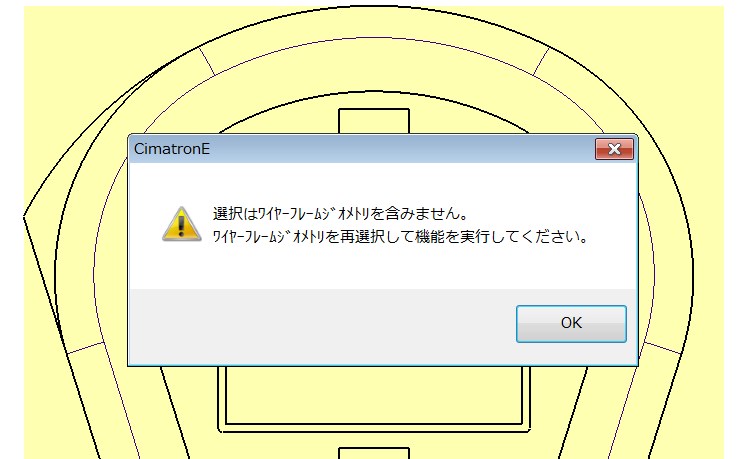 CimatronE
選択はﾜｲﾔｰﾌﾚｰﾑｼﾞｵﾒﾄﾘを含みません。
ﾜｲﾔｰﾌﾚｰﾑｼﾞｵﾒﾄﾘを再選択して機能を実行してください。
OK